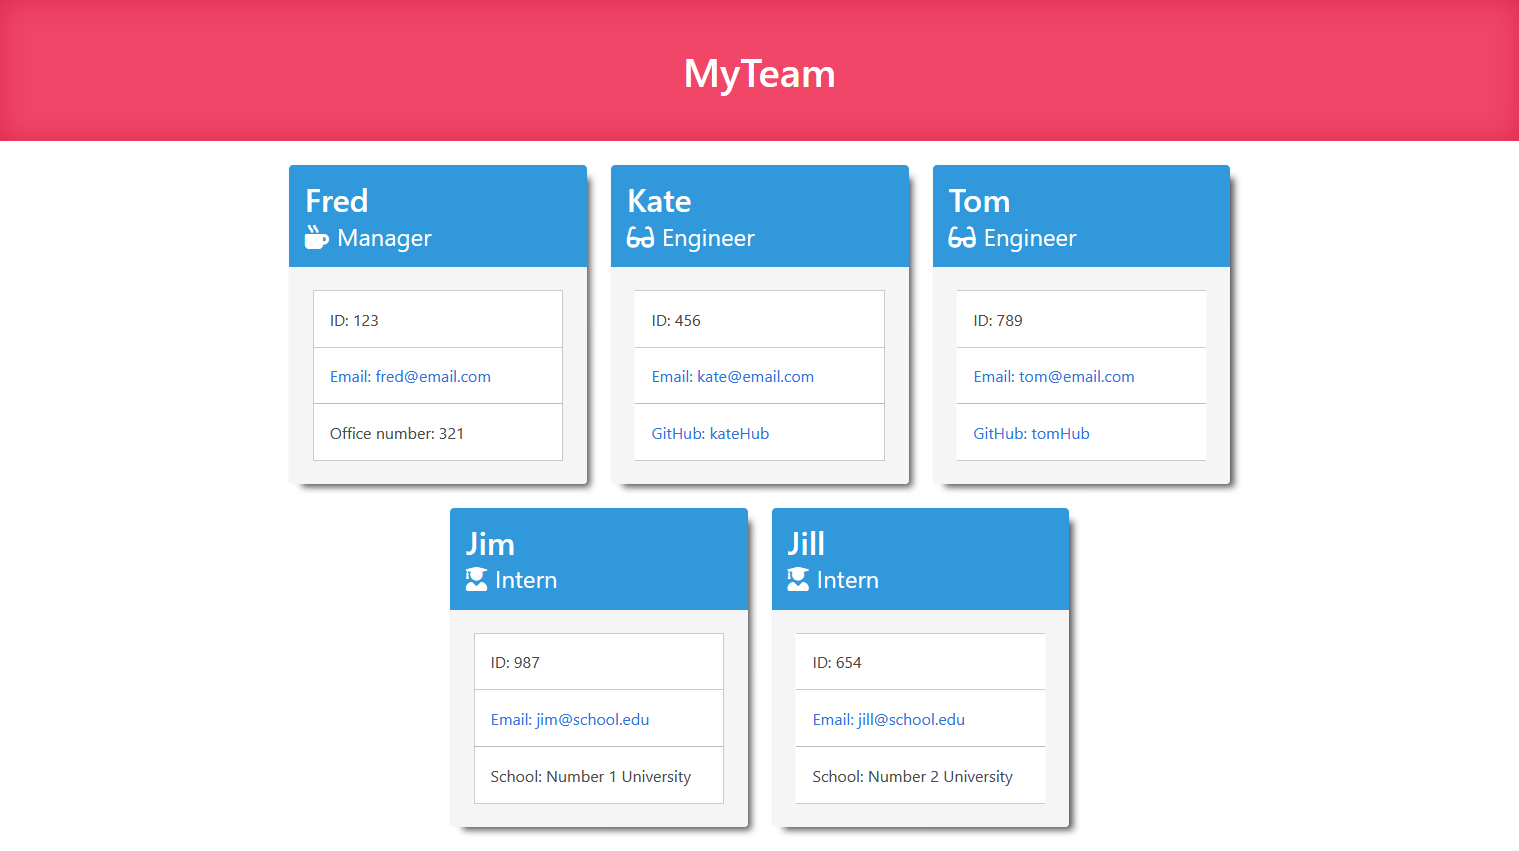 MyTeam
Fred
Manager
ID: 123
Email: fred@email.com
Office number: 321
Kate
Engineer
ID: 456
Email: kate@email.com
GitHub: kateHub
Tom
Engineer
ID: 789
Email: tom@email.com
GitHub: tomHub
Jim
Intern
ID: 987
Email: jim@school.edu
School: Number 1 University
Jill
Intern
ID: 654
Email: jill@school.edu
School: Number 2 University